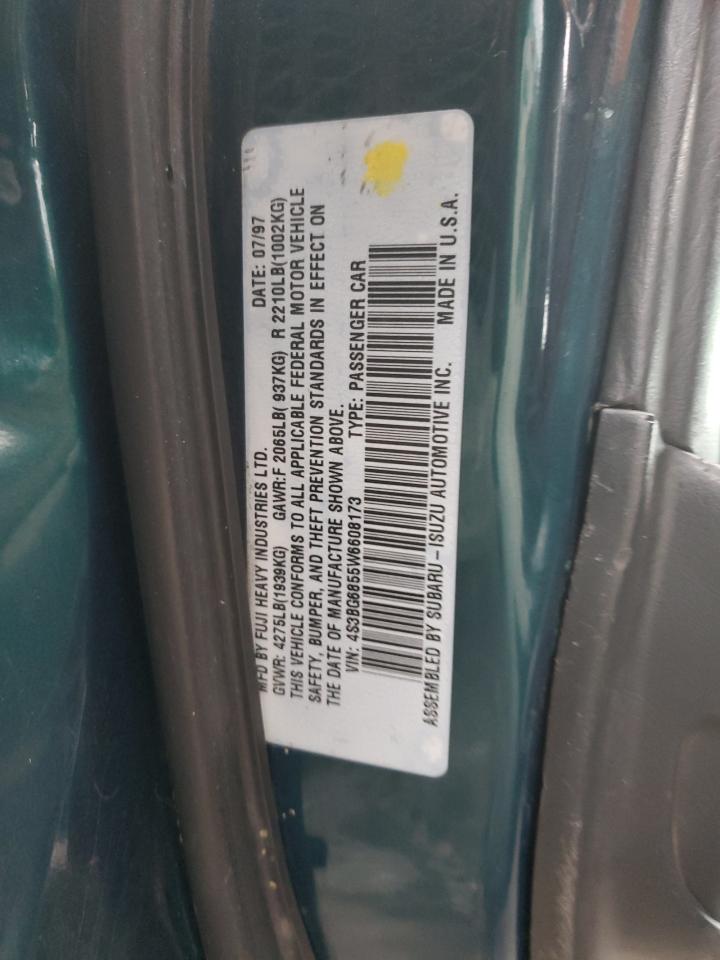 MFD BY FUJI HEAVY INDUSTRIES LTD. DATE: 07/97
GVWR: 4275LB(1939KG) GAWR:F 2065LB( 937KG) R 2210LB(1002KG)
THIS VEHICLE CONFORMS TO ALL APPLICABLE FEDERAL MOTOR VEHICLE
SAFETY, BUMPER, AND THEFT PREVENTION STANDARDS IN EFFECT ON
THE DATE OF MANUFACTURE SHOWN ABOVE.
VIN: 4S3BG6855W6608173 TYPE: PASSENGER CAR
ASSEMBLED BY SUBARU-ISUZU AUTOMOTIVE INC. MADE IN U.S.A.